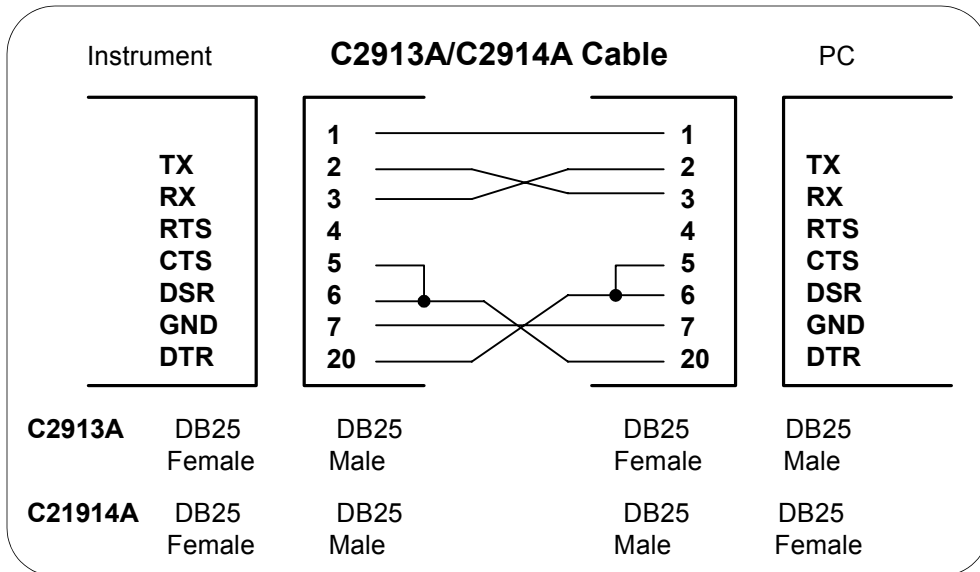 Instrument C2913A/C2914A Cable PC
1 1
TX 2 2 TX
RX 3 3 RX
RTS 4 4 RTS
CTS 5 5 CTS
DSR 6 6 DSR
GND 7 7 GND
DTR 20 20 DTR
C2913A DB25 DB25 DB25 DB25
Female Male Female Male
C21914A DB25 DB25 DB25 DB25
Female Male Male Female